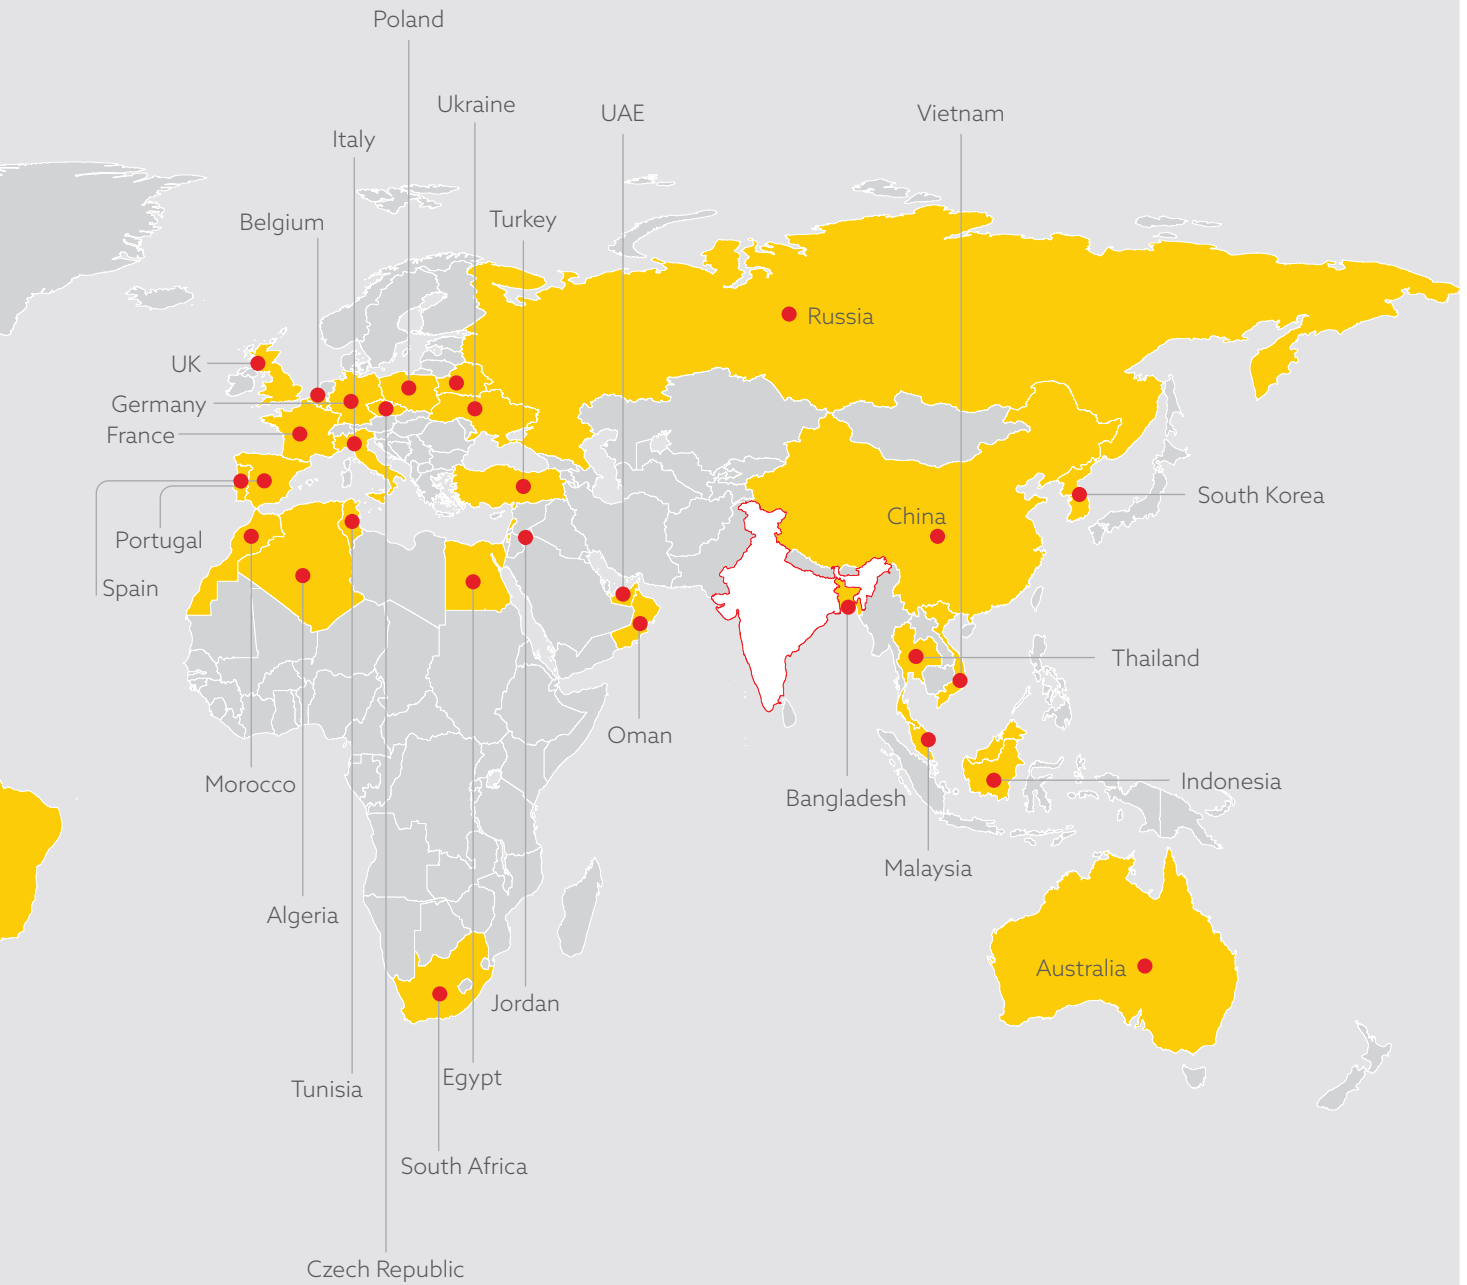 Poland
Ukraine
UAE
Vietnam
Italy
Belgium
Turkey
Russia
UK
Germany
France
South Korea
China
Portugal
Spain
Thailand
Oman
Morocco
Bangladesh
Indonesia
Malaysia
Algeria
Australia
Jordan
Egypt
Tunisia
South Africa
Czech Republic